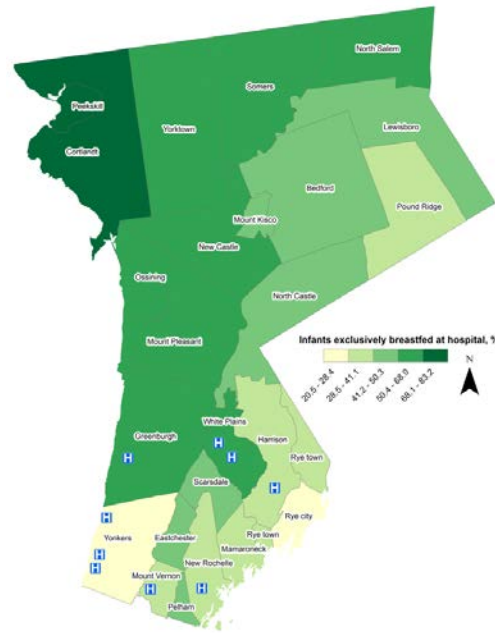 North Salem
Somers
Peekskill
Lewisboro
Yorktown
Cortlandt
Bedford
Pound Ridge
Mount Kisco
New Castle
Ossining
North Castle
Mount Pleasant
Infants exclusively breastfed at hospital, %
N
20.5 - 28.4
28.5 - 41.1
41.2 - 50.3
50.4 - 68.0
68.1 - 83.2
White Plains
Greenburgh
Harrison
H
H
H
Rye town
Scarsdale
H
H
Rye city
Yonkers
Eastchester
Rye town
H
Mamaroneck
New Rochelle
H
Mount Vernon
H
H
Pelham